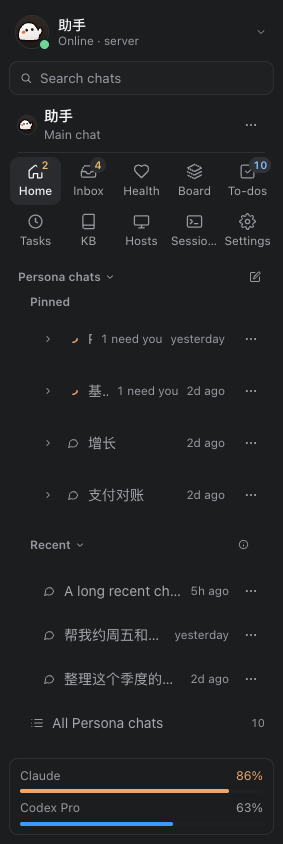 助手
Online · server
Search chats
助手
Main chat
2
Home
4
Inbox
Health
Board
10
To-dos
Tasks
KB
Hosts
Sessio...
Settings
Persona chats
Pinned
1 need you yesterday
基.. 1 need you 2d ago
增长 2d ago
支付对账 2d ago
Recent
A long recent ch... 5h ago
帮我约周五和... yesterday
整理这个季度的... 2d ago
All Persona chats 10
Claude 86%
Codex Pro 63%